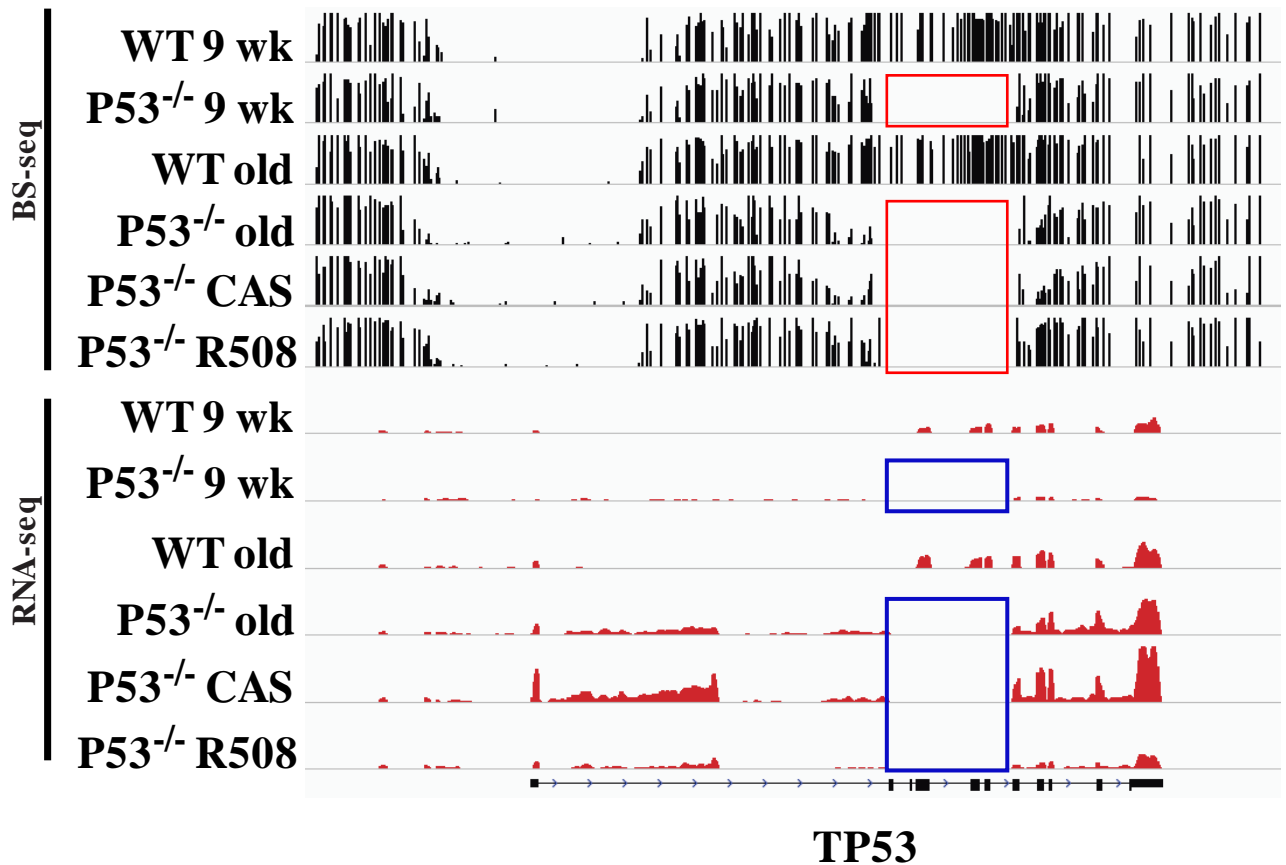 BS-seq
WT 9 wk
P53-/- 9 wk
WT old
P53-/- old
P53-/- CAS
P53-/- R508
RNA-seq
WT 9 wk
P53-/- 9 wk
WT old
P53-/- old
P53-/- CAS
P53-/- R508
TP53